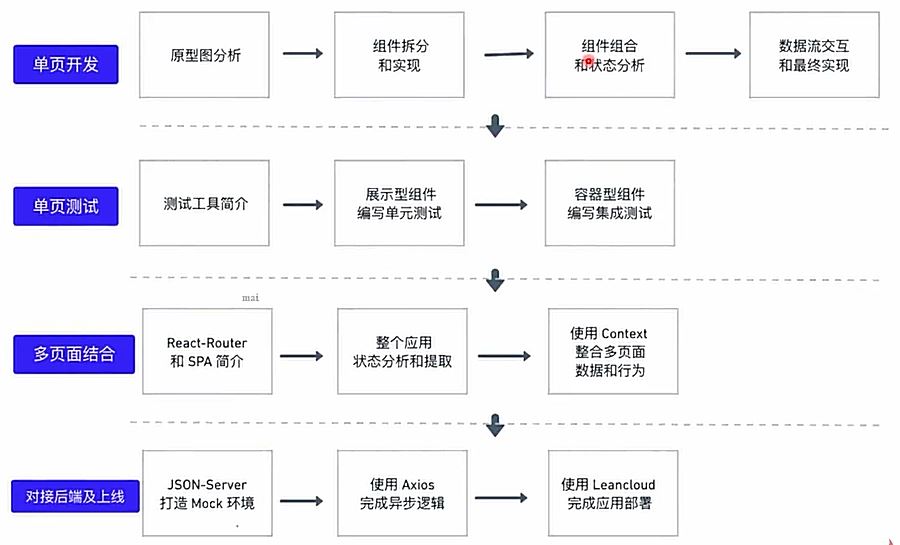 单页开发
原型图分析
组件拆分
和实现
组件组合
和状态分析
数据流交互
和最终实现
单页测试
测试工具简介
展示型组件
编写单元测试
容器型组件
编写集成测试
mai
多页面结合
React-Router
和 SPA 简介
整个应用
状态分析和提取
使用 Context
整合多页面
数据和行为
对接后端及上线
JSON-Server
打造 Mock 环境
使用 Axios
完成异步逻辑
使用 Leancloud
完成应用部署